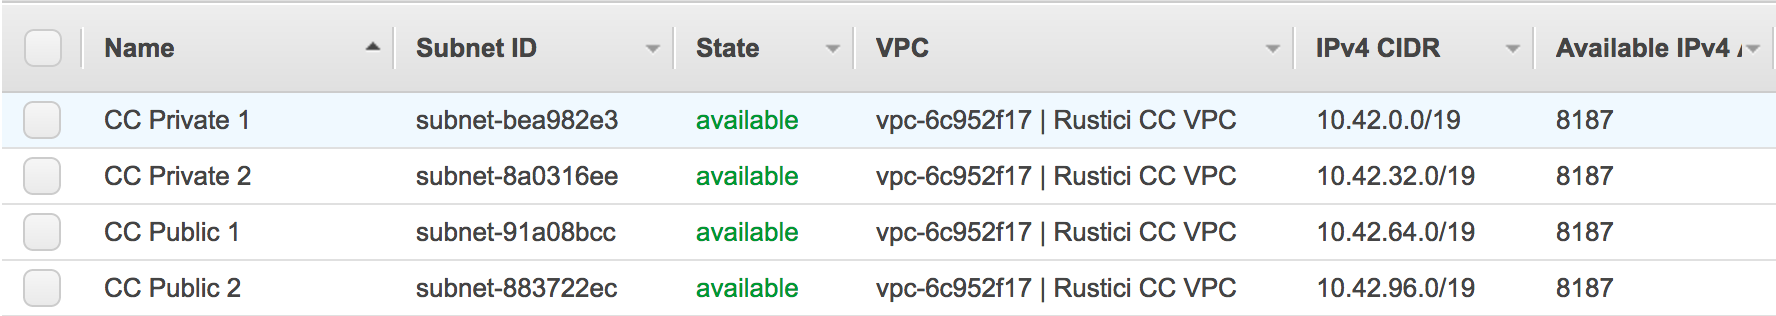 Name Subnet ID State VPC IPv4 CIDR Available IPv4
CC Private 1 subnet-bea982e3 available vpc-6c952f17 | Rustici CC VPC 10.42.0.0/19 8187
CC Private 2 subnet-8a0316ee available vpc-6c952f17 | Rustici CC VPC 10.42.32.0/19 8187
CC Public 1 subnet-91a08bcc available vpc-6c952f17 | Rustici CC VPC 10.42.64.0/19 8187
CC Public 2 subnet-883722ec available vpc-6c952f17 | Rustici CC VPC 10.42.96.0/19 8187